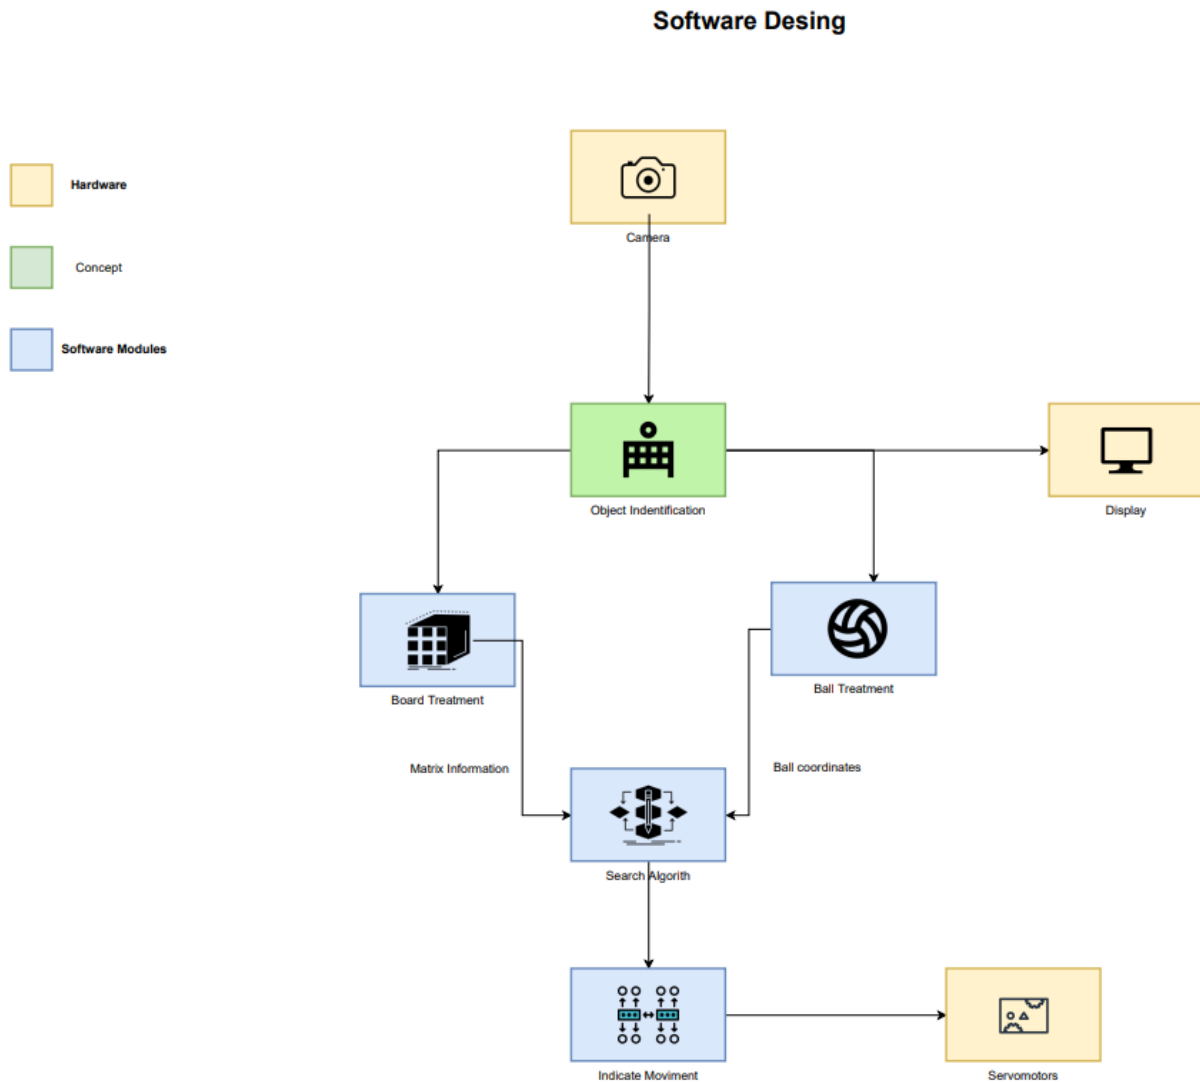 Software Desing
Hardware
Concept
Software Modules
Camera
Object Indentification
Display
Board Treatment
Ball Treatment
Matrix Information
Ball coordinates
Search Algorith
Indicate Moviment
Servomotors